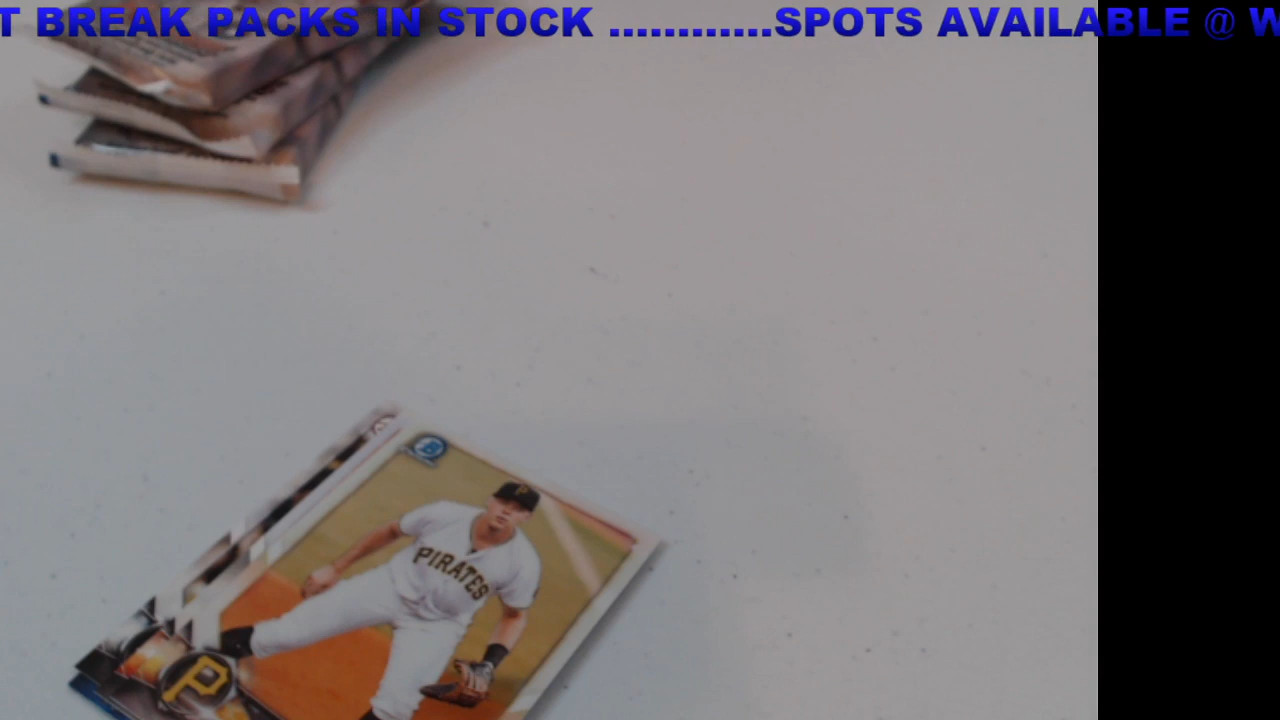 T BREAK PACKS IN STOCK ............SPOTS AVAILABLE @ W
B
P
PIRATES
P